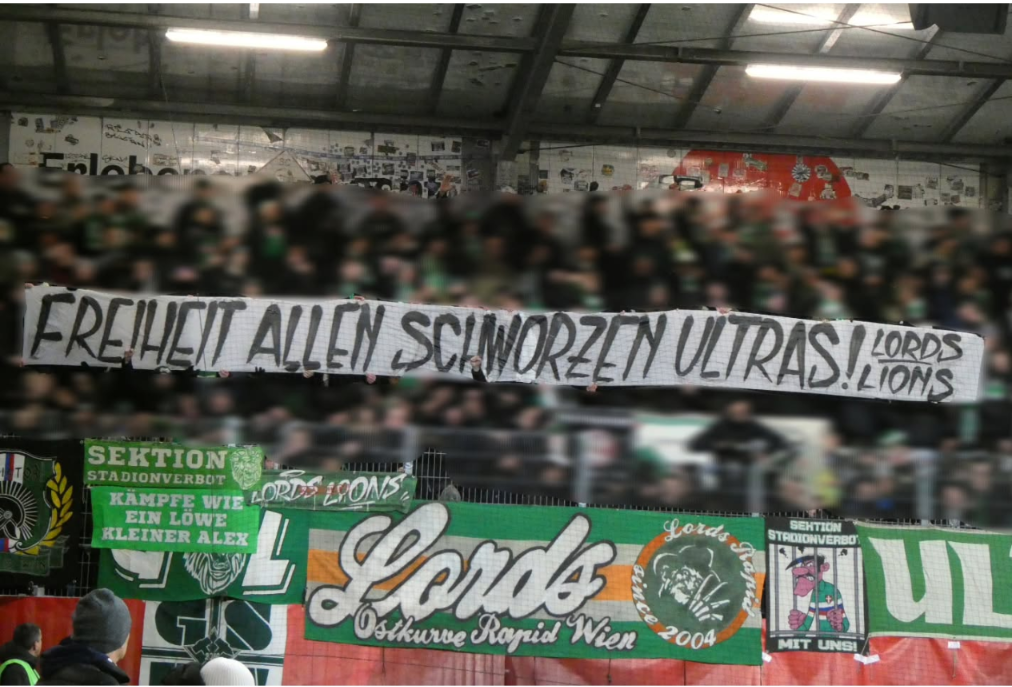 FREIHEIT ALLEN SCHWORZEN ULTRAS!
LORDS
LIONS
SEKTION
STADIONVERBOT
KÄMPFE WIE
EIN LÖWE
KLEINER ALEX
LORDS LIONS
Lords
Ostkurve Rapid Wien
Lords Rapid
since 2004
SEKTION
STADIONVERBOT
MIT UNS!
UL